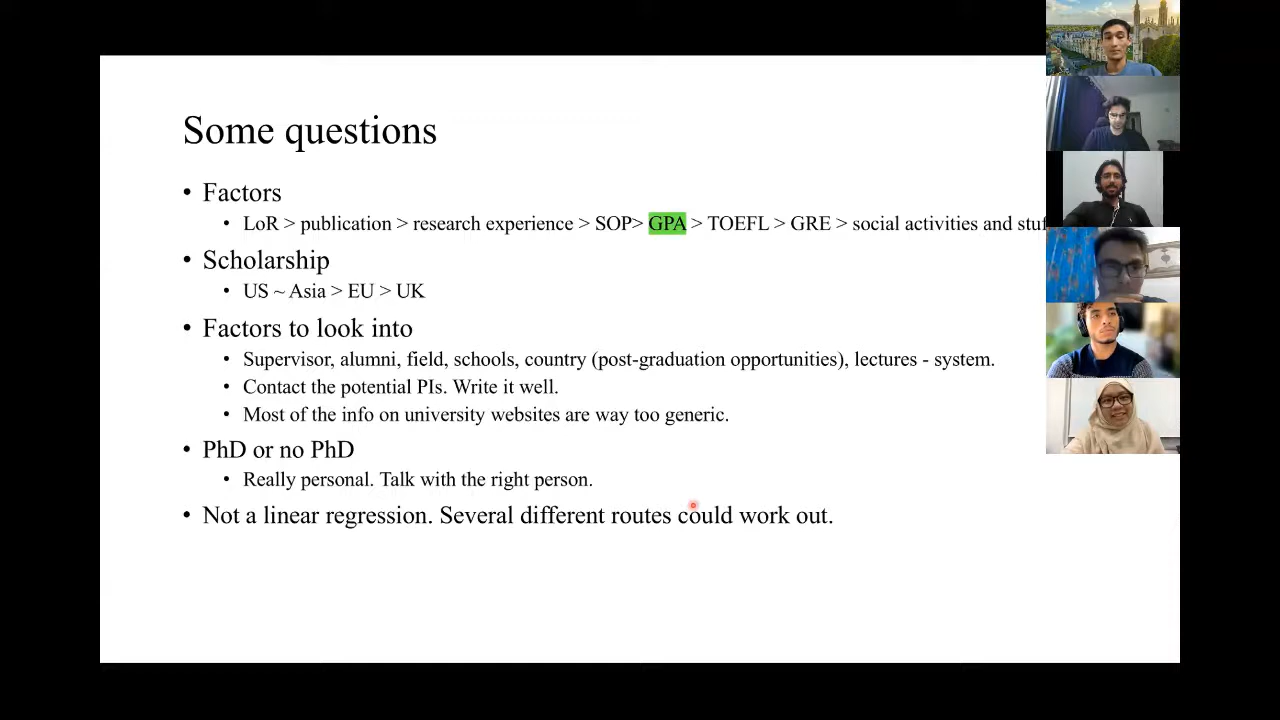 Some questions
• Factors
• LoR > publication > research experience > SOP> GPA > TOEFL > GRE > social activities and stuf
• Scholarship
• US ~ Asia > EU > UK
• Factors to look into
• Supervisor, alumni, field, schools, country (post-graduation opportunities), lectures - system.
• Contact the potential PIs. Write it well.
• Most of the info on university websites are way too generic.
• PhD or no PhD
• Really personal. Talk with the right person.
• Not a linear regression. Several different routes could work out.